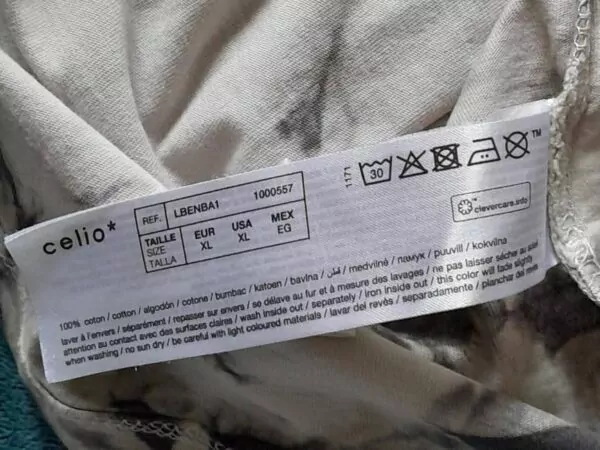 celio*
REF. LBENBA1 1000557
TAILLE SIZE TALLA EUR XL USA XL MEX EG
1171
30
TM
clevercare.info
100% coton / cotton / algodón / cotone / bumbac / katoen / bavlna / قطن / medvilnė / памук / puuvill / kokvilna
laver à l'envers / séparément / repasser sur envers / se délave au fur et à mesure des lavages / ne pas laisser sèche au soleil
attention au contact avec des surfaces claires / wash inside out / separately / iron inside out / this color will fade slightly
when washing / no sun dry / be careful with light coloured materials / lavar del revès / separadamente / planchar del revès